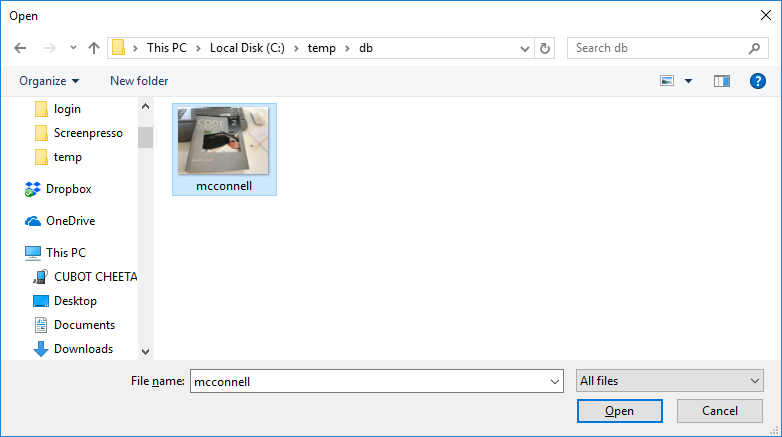 Open
This PC > Local Disk (C:) > temp > db
Search db
Organize
New folder
login
Screenpresso
temp
Dropbox
OneDrive
This PC
CUBOT CHEETA
Desktop
Documents
Downloads
CODE 2
mcconnell
File name:
mcconnell
All files
Open
Cancel